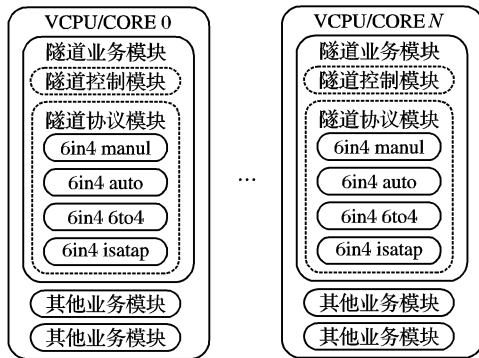 VCPU/CORE 0
隧道业务模块
隧道控制模块
隧道协议模块
6in4 manul
6in4 auto
6in4 6to4
6in4 isatap
其他业务模块
其他业务模块
...
VCPU/CORE N
隧道业务模块
隧道控制模块
隧道协议模块
6in4 manul
6in4 auto
6in4 6to4
6in4 isatap
其他业务模块
其他业务模块